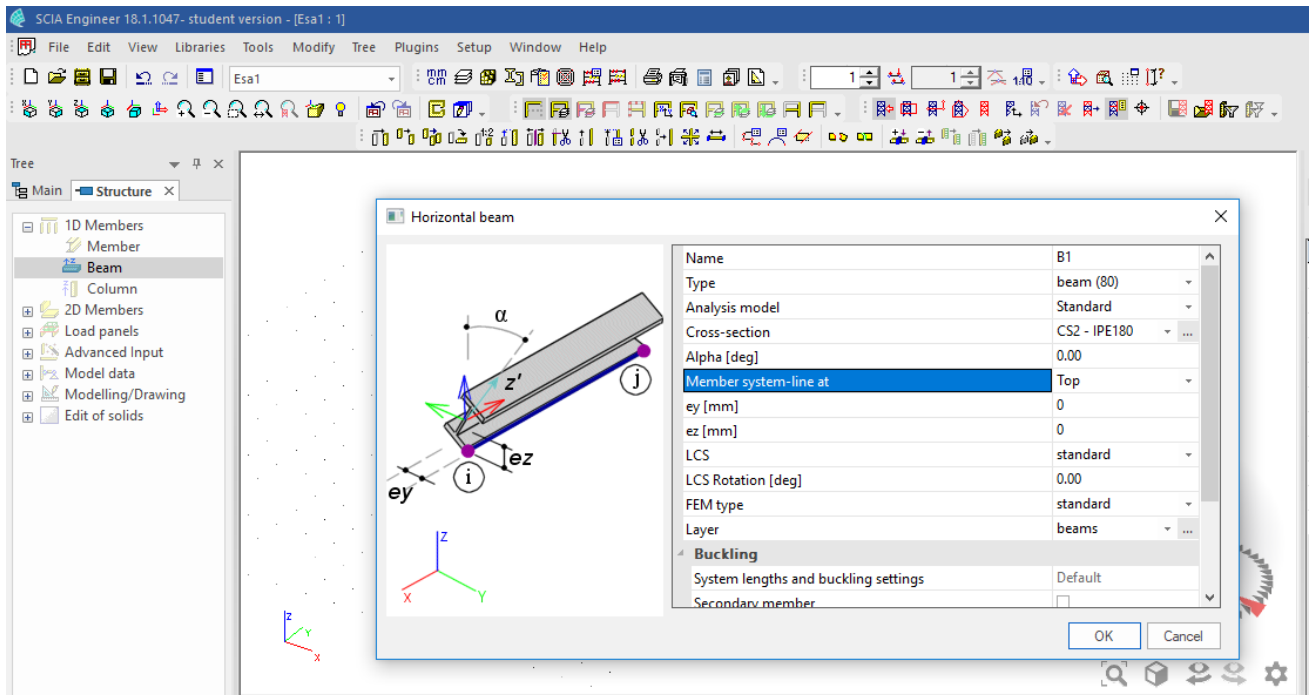 SCIA Engineer 18.1.1047- student version - [Esa1 : 1]
File Edit View Libraries Tools Modify Tree Plugins Setup Window Help
Esa1 1 1
Tree
Main Structure
1D Members
Member
Beam
Column
2D Members
Load panels
Advanced Input
Model data
Modelling/Drawing
Edit of solids
Z Y X
Horizontal beam
α
z'
j
i
ez
ey
Z
X Y
Name B1
Type beam (80)
Analysis model Standard
Cross-section CS2 - IPE180 ...
Alpha [deg] 0.00
Member system-line at Top
ey [mm] 0
ez [mm] 0
LCS standard
LCS Rotation [deg] 0.00
FEM type standard
Layer beams ...
Buckling
System lengths and buckling settings Default
Secondary member
OK Cancel